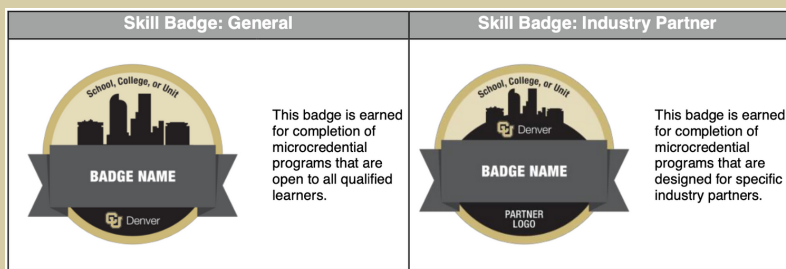 Skill Badge: General
School, College, or Unit
BADGE NAME
CU Denver
This badge is earned
for completion of
microcredential
programs that are
open to all qualified
learners.
Skill Badge: Industry Partner
School, College, or Unit
CU Denver
BADGE NAME
PARTNER
LOGO
This badge is earned
for completion of
microcredential
programs that are
designed for specific
industry partners.